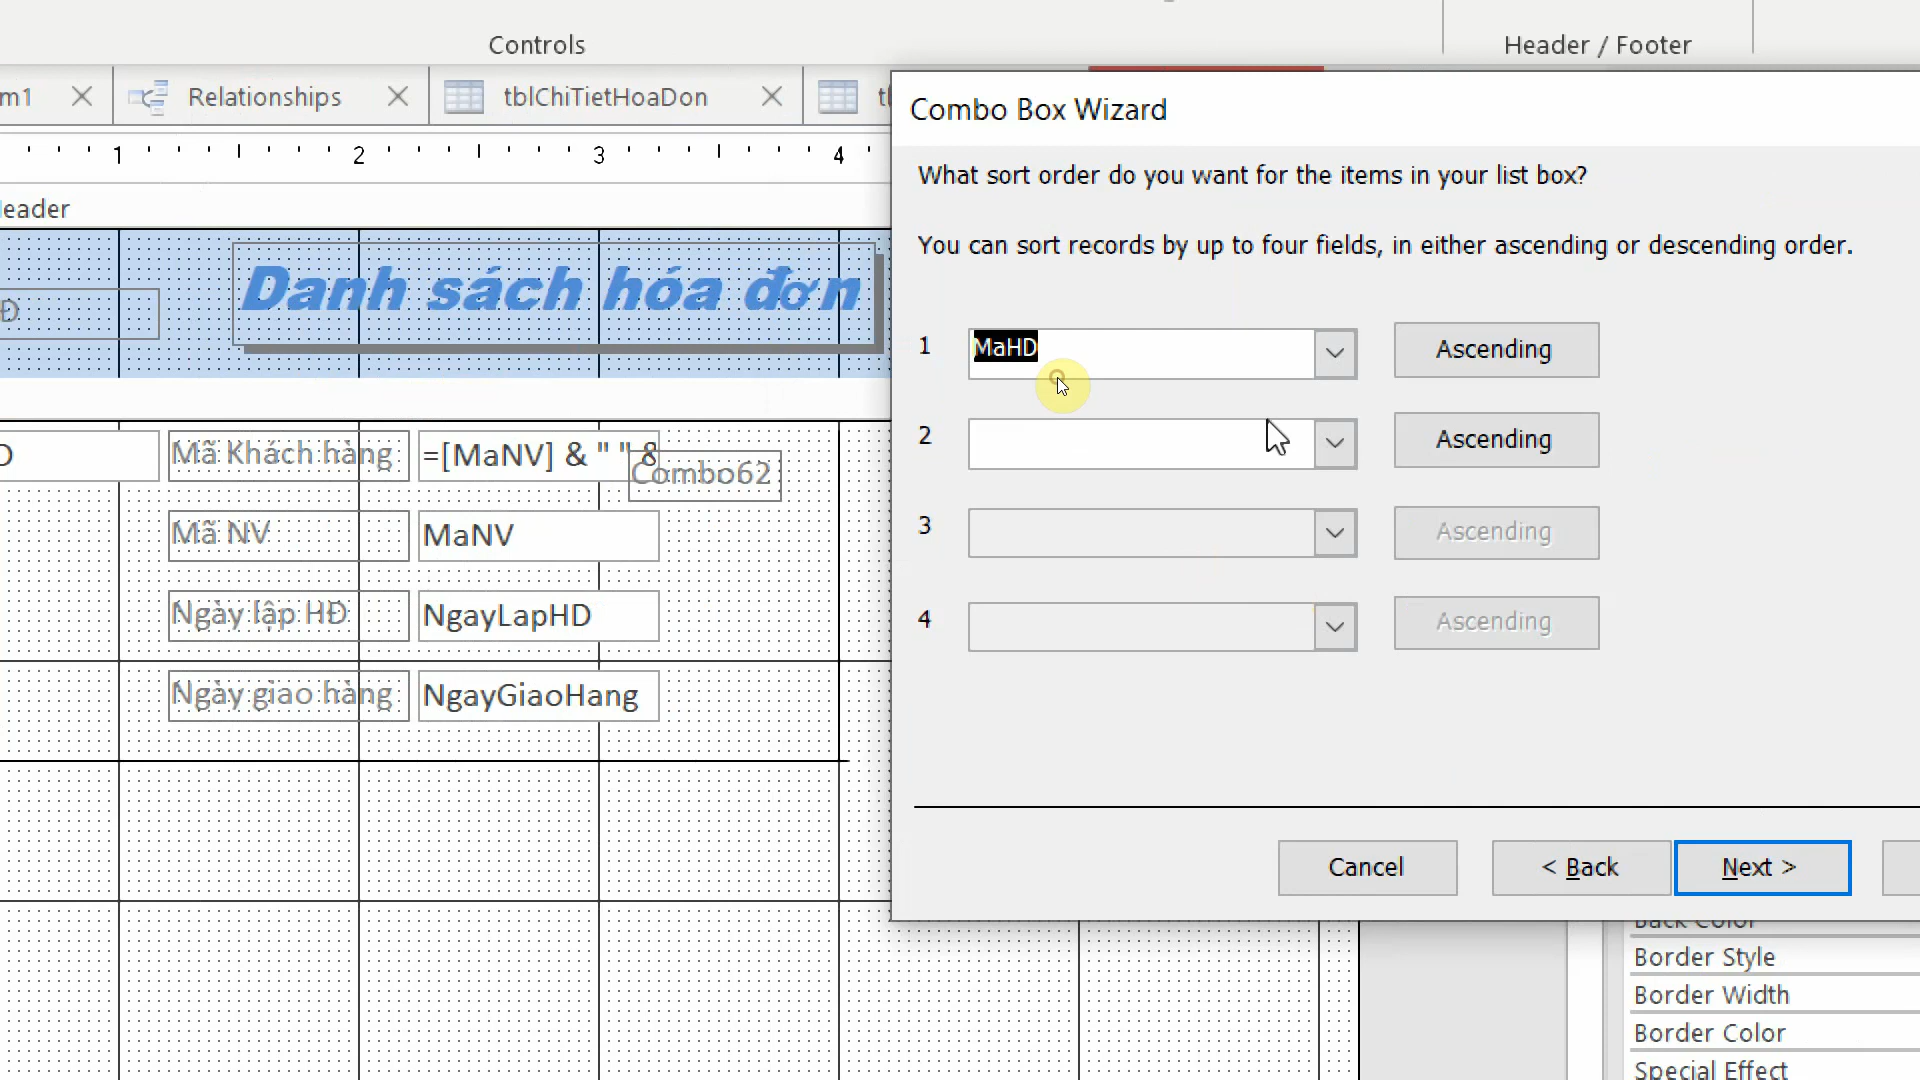 Controls
Header / Footer
m1
Relationships
tblChiTietHoaDon
Combo Box Wizard
1 2 3 4
eader
Danh sách hóa đơn
Đ
What sort order do you want for the items in your list box?
You can sort records by up to four fields, in either ascending or descending order.
1 MaHD Ascending
2 Ascending
3 Ascending
4 Ascending
D
Mã Khách hàng =[MaNV] & " " &
Combo62
Mã NV MaNV
Ngày lập HĐ NgayLapHD
Ngày giao hàng NgayGiaoHang
Cancel < Back Next >
Back Color
Border Style
Border Width
Border Color
Special Effect